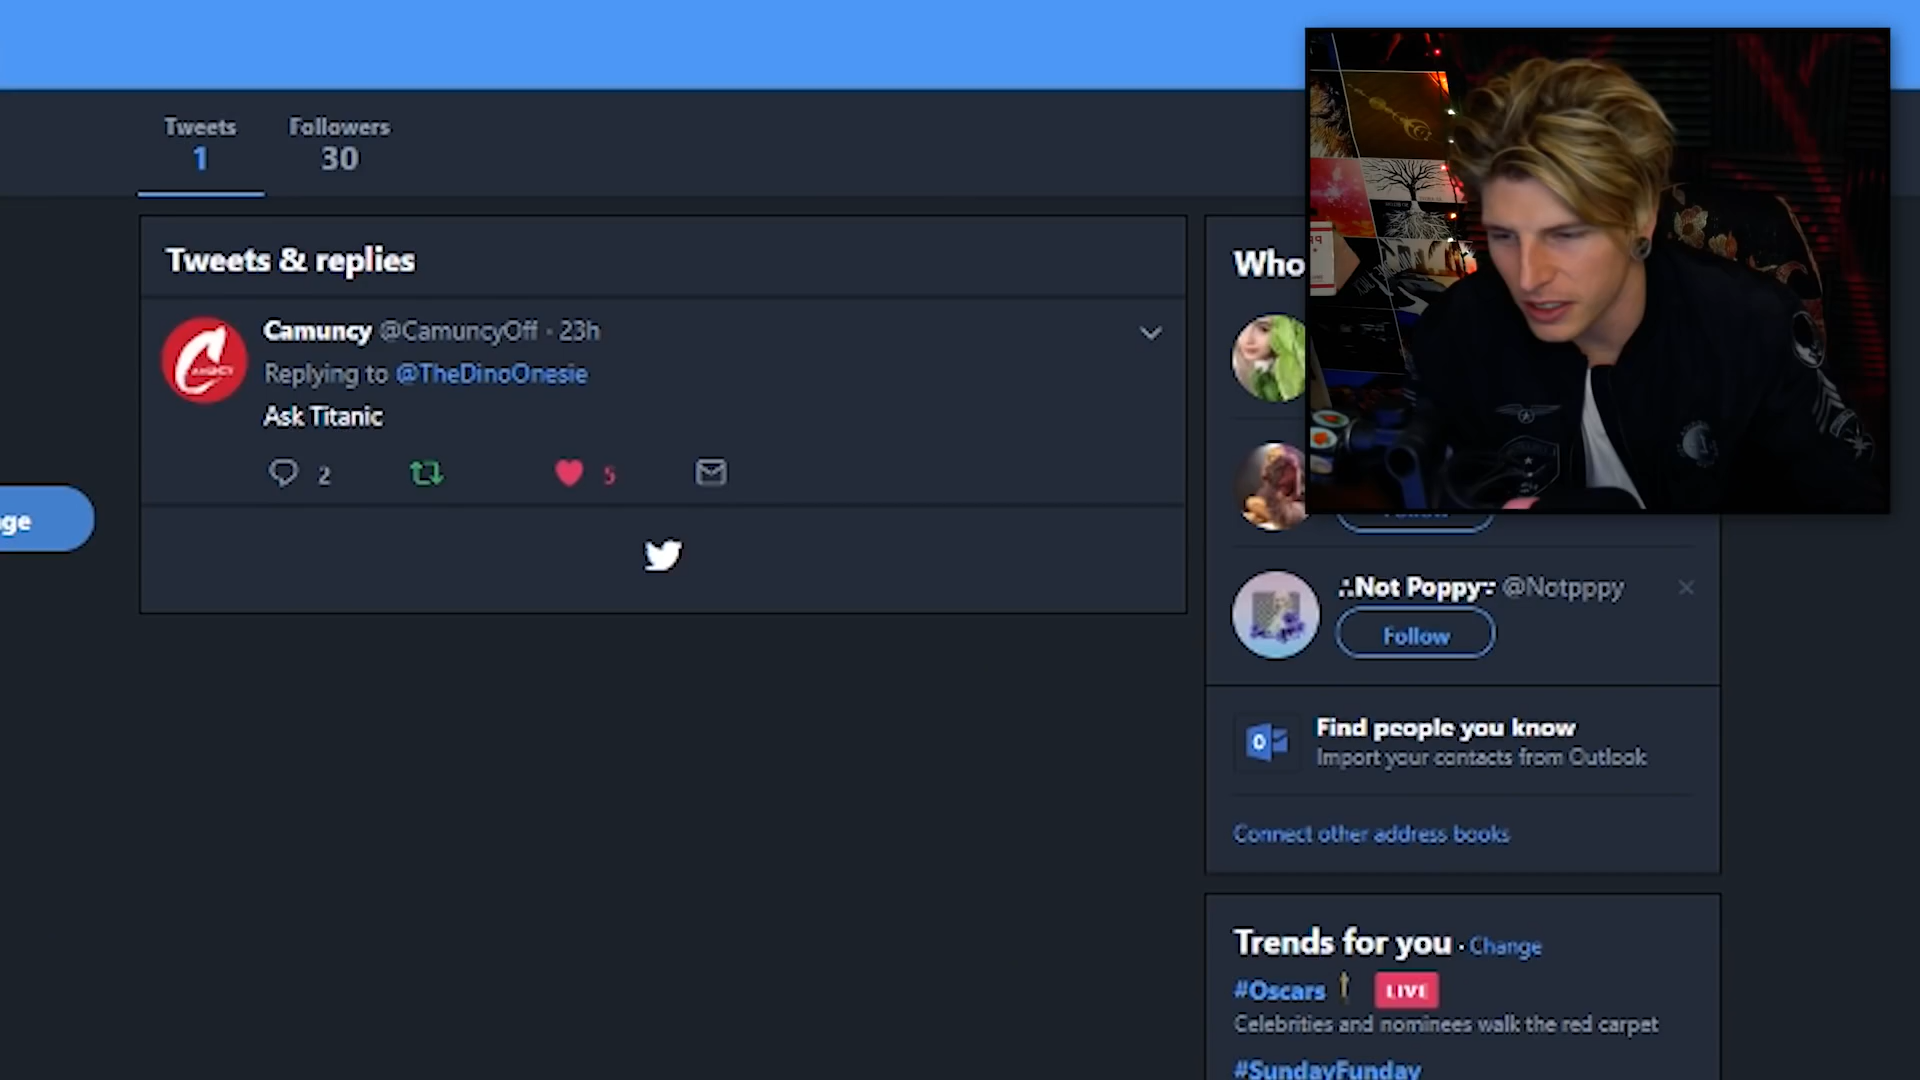 Tweets
1
Followers
30
Tweets & replies
Camuncy @CamuncyOff · 23h
Replying to @TheDinoOnesie
Ask Titanic
2
5
ge
Who
.:Not Poppy:: @Notpppy
Follow
Find people you know
Import your contacts from Outlook
Connect other address books
Trends for you · Change
#Oscars LIVE
Celebrities and nominees walk the red carpet
#SundayFunday